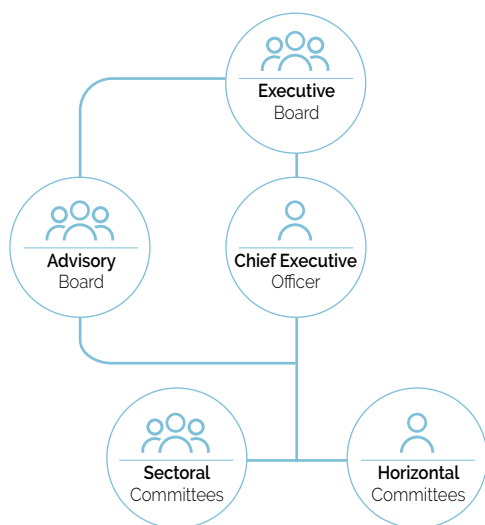 Executive
Board
Advisory
Board
Chief Executive
Officer
Sectoral
Committees
Horizontal
Committees